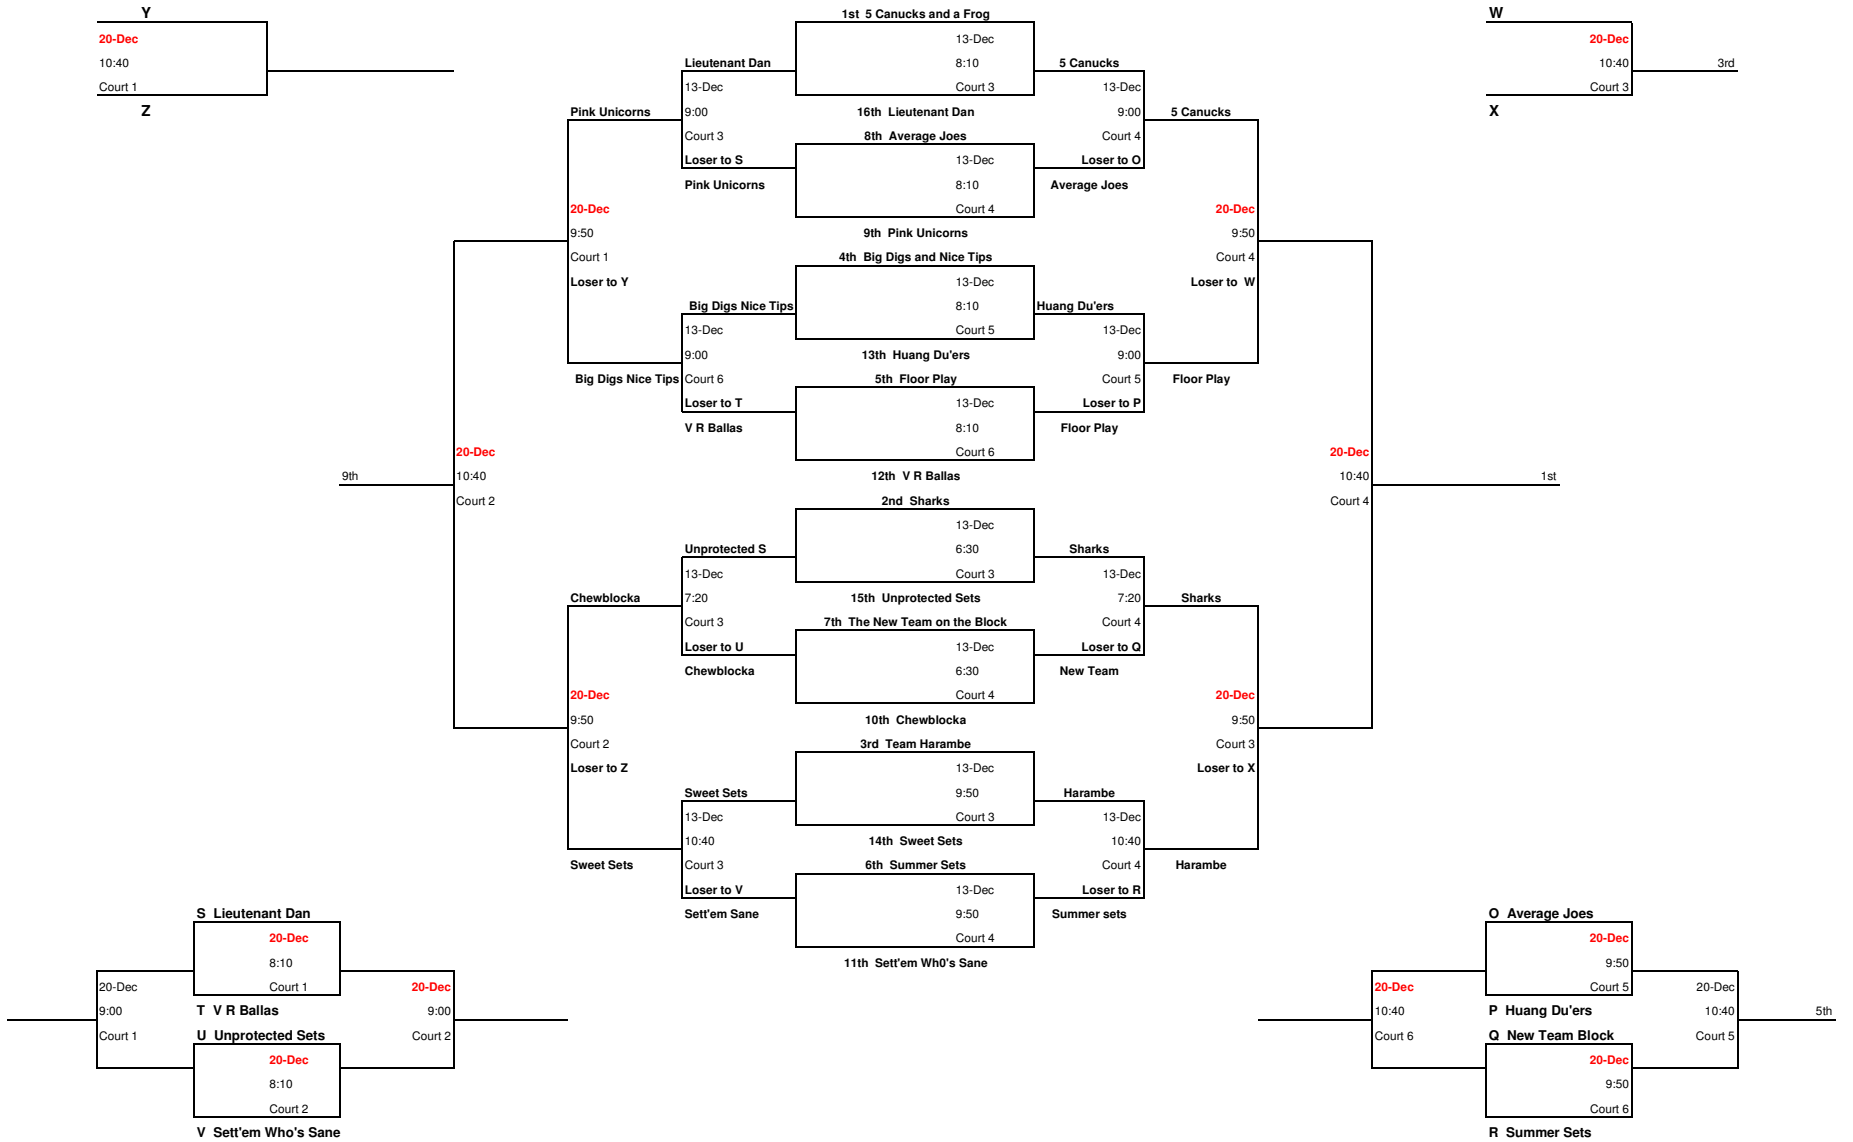 Y
20-Dec
10:40
Court 1
Z
1st 5 Canucks and a Frog
13-Dec
8:10
Court 3
16th Lieutenant Dan
8th Average Joes
13-Dec
8:10
Court 4
9th Pink Unicorns
4th Big Digs and Nice Tips
13-Dec
8:10
Court 5
13th Huang Du'ers
5th Floor Play
13-Dec
8:10
Court 6
12th V R Ballas
2nd Sharks
13-Dec
6:30
Court 3
15th Unprotected Sets
7th The New Team on the Block
13-Dec
6:30
Court 4
10th Chewblocka
3rd Team Harambe
13-Dec
9:50
Court 3
14th Sweet Sets
6th Summer Sets
13-Dec
9:50
Court 4
11th Sett'em Wh0's Sane
Lieutenant Dan
13-Dec
9:00
Court 3
Loser to S
Pink Unicorns
Big Digs Nice Tips
13-Dec
9:00
Court 6
Loser to T
V R Ballas
Unprotected S
13-Dec
7:20
Court 3
Loser to U
Chewblocka
Sweet Sets
13-Dec
10:40
Court 3
Loser to V
Sett'em Sane
Pink Unicorns
20-Dec
9:50
Court 1
Loser to Y
Big Digs Nice Tips
Chewblocka
20-Dec
9:50
Court 2
Loser to Z
Sweet Sets
9th
20-Dec
10:40
Court 2
5 Canucks
13-Dec
9:00
Court 4
Loser to O
Average Joes
Huang Du'ers
13-Dec
9:00
Court 5
Loser to P
Floor Play
Sharks
13-Dec
7:20
Court 4
Loser to Q
New Team
Harambe
13-Dec
10:40
Court 4
Loser to R
Summer sets
5 Canucks
20-Dec
9:50
Court 4
Loser to W
Floor Play
Sharks
20-Dec
9:50
Court 3
Loser to X
Harambe
20-Dec
10:40
Court 4
1st
W
20-Dec
10:40
Court 3
3rd
X
S Lieutenant Dan
20-Dec
8:10
Court 1
T V R Ballas
U Unprotected Sets
20-Dec
8:10
Court 2
V Sett'em Who's Sane
20-Dec
9:00
Court 1
20-Dec
9:00
Court 2
O Average Joes
20-Dec
9:50
Court 5
P Huang Du'ers
Q New Team Block
20-Dec
9:50
Court 6
R Summer Sets
20-Dec
10:40
Court 6
20-Dec
10:40
Court 5
5th